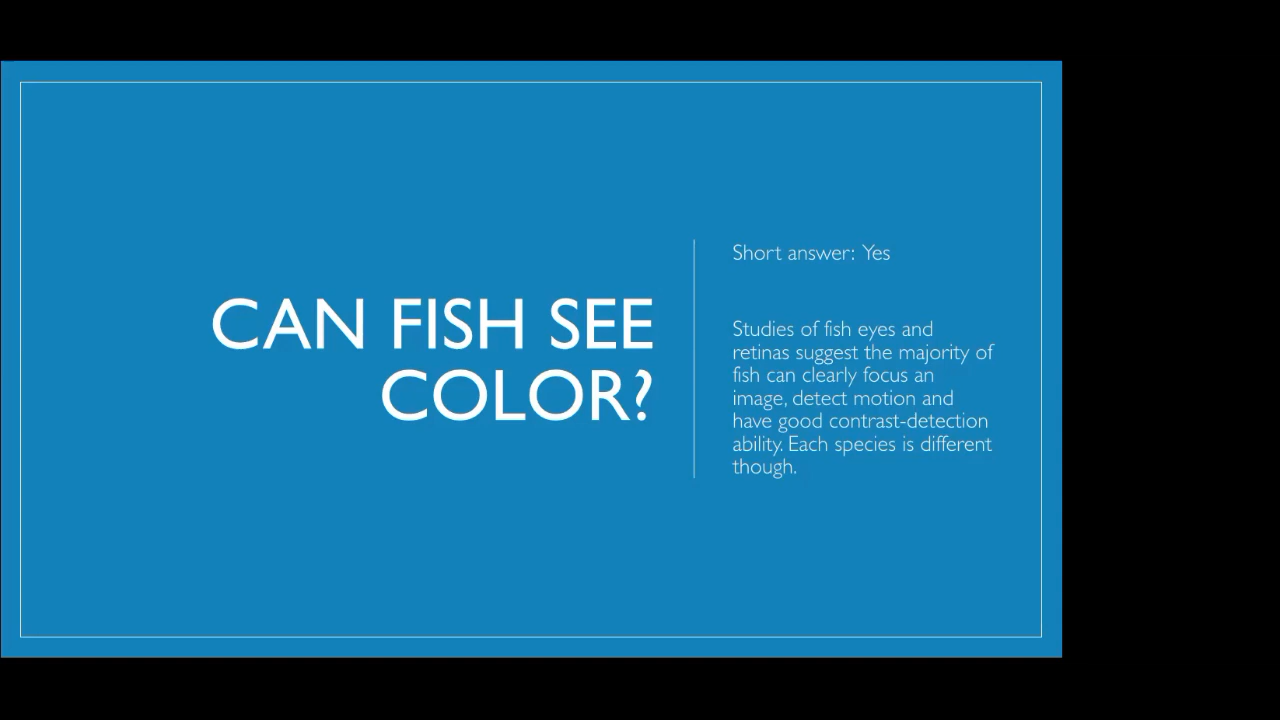 CAN FISH SEE
COLOR?
Short answer: Yes
Studies of fish eyes and
retinas suggest the majority of
fish can clearly focus an
image, detect motion and
have good contrast-detection
ability. Each species is different
though.